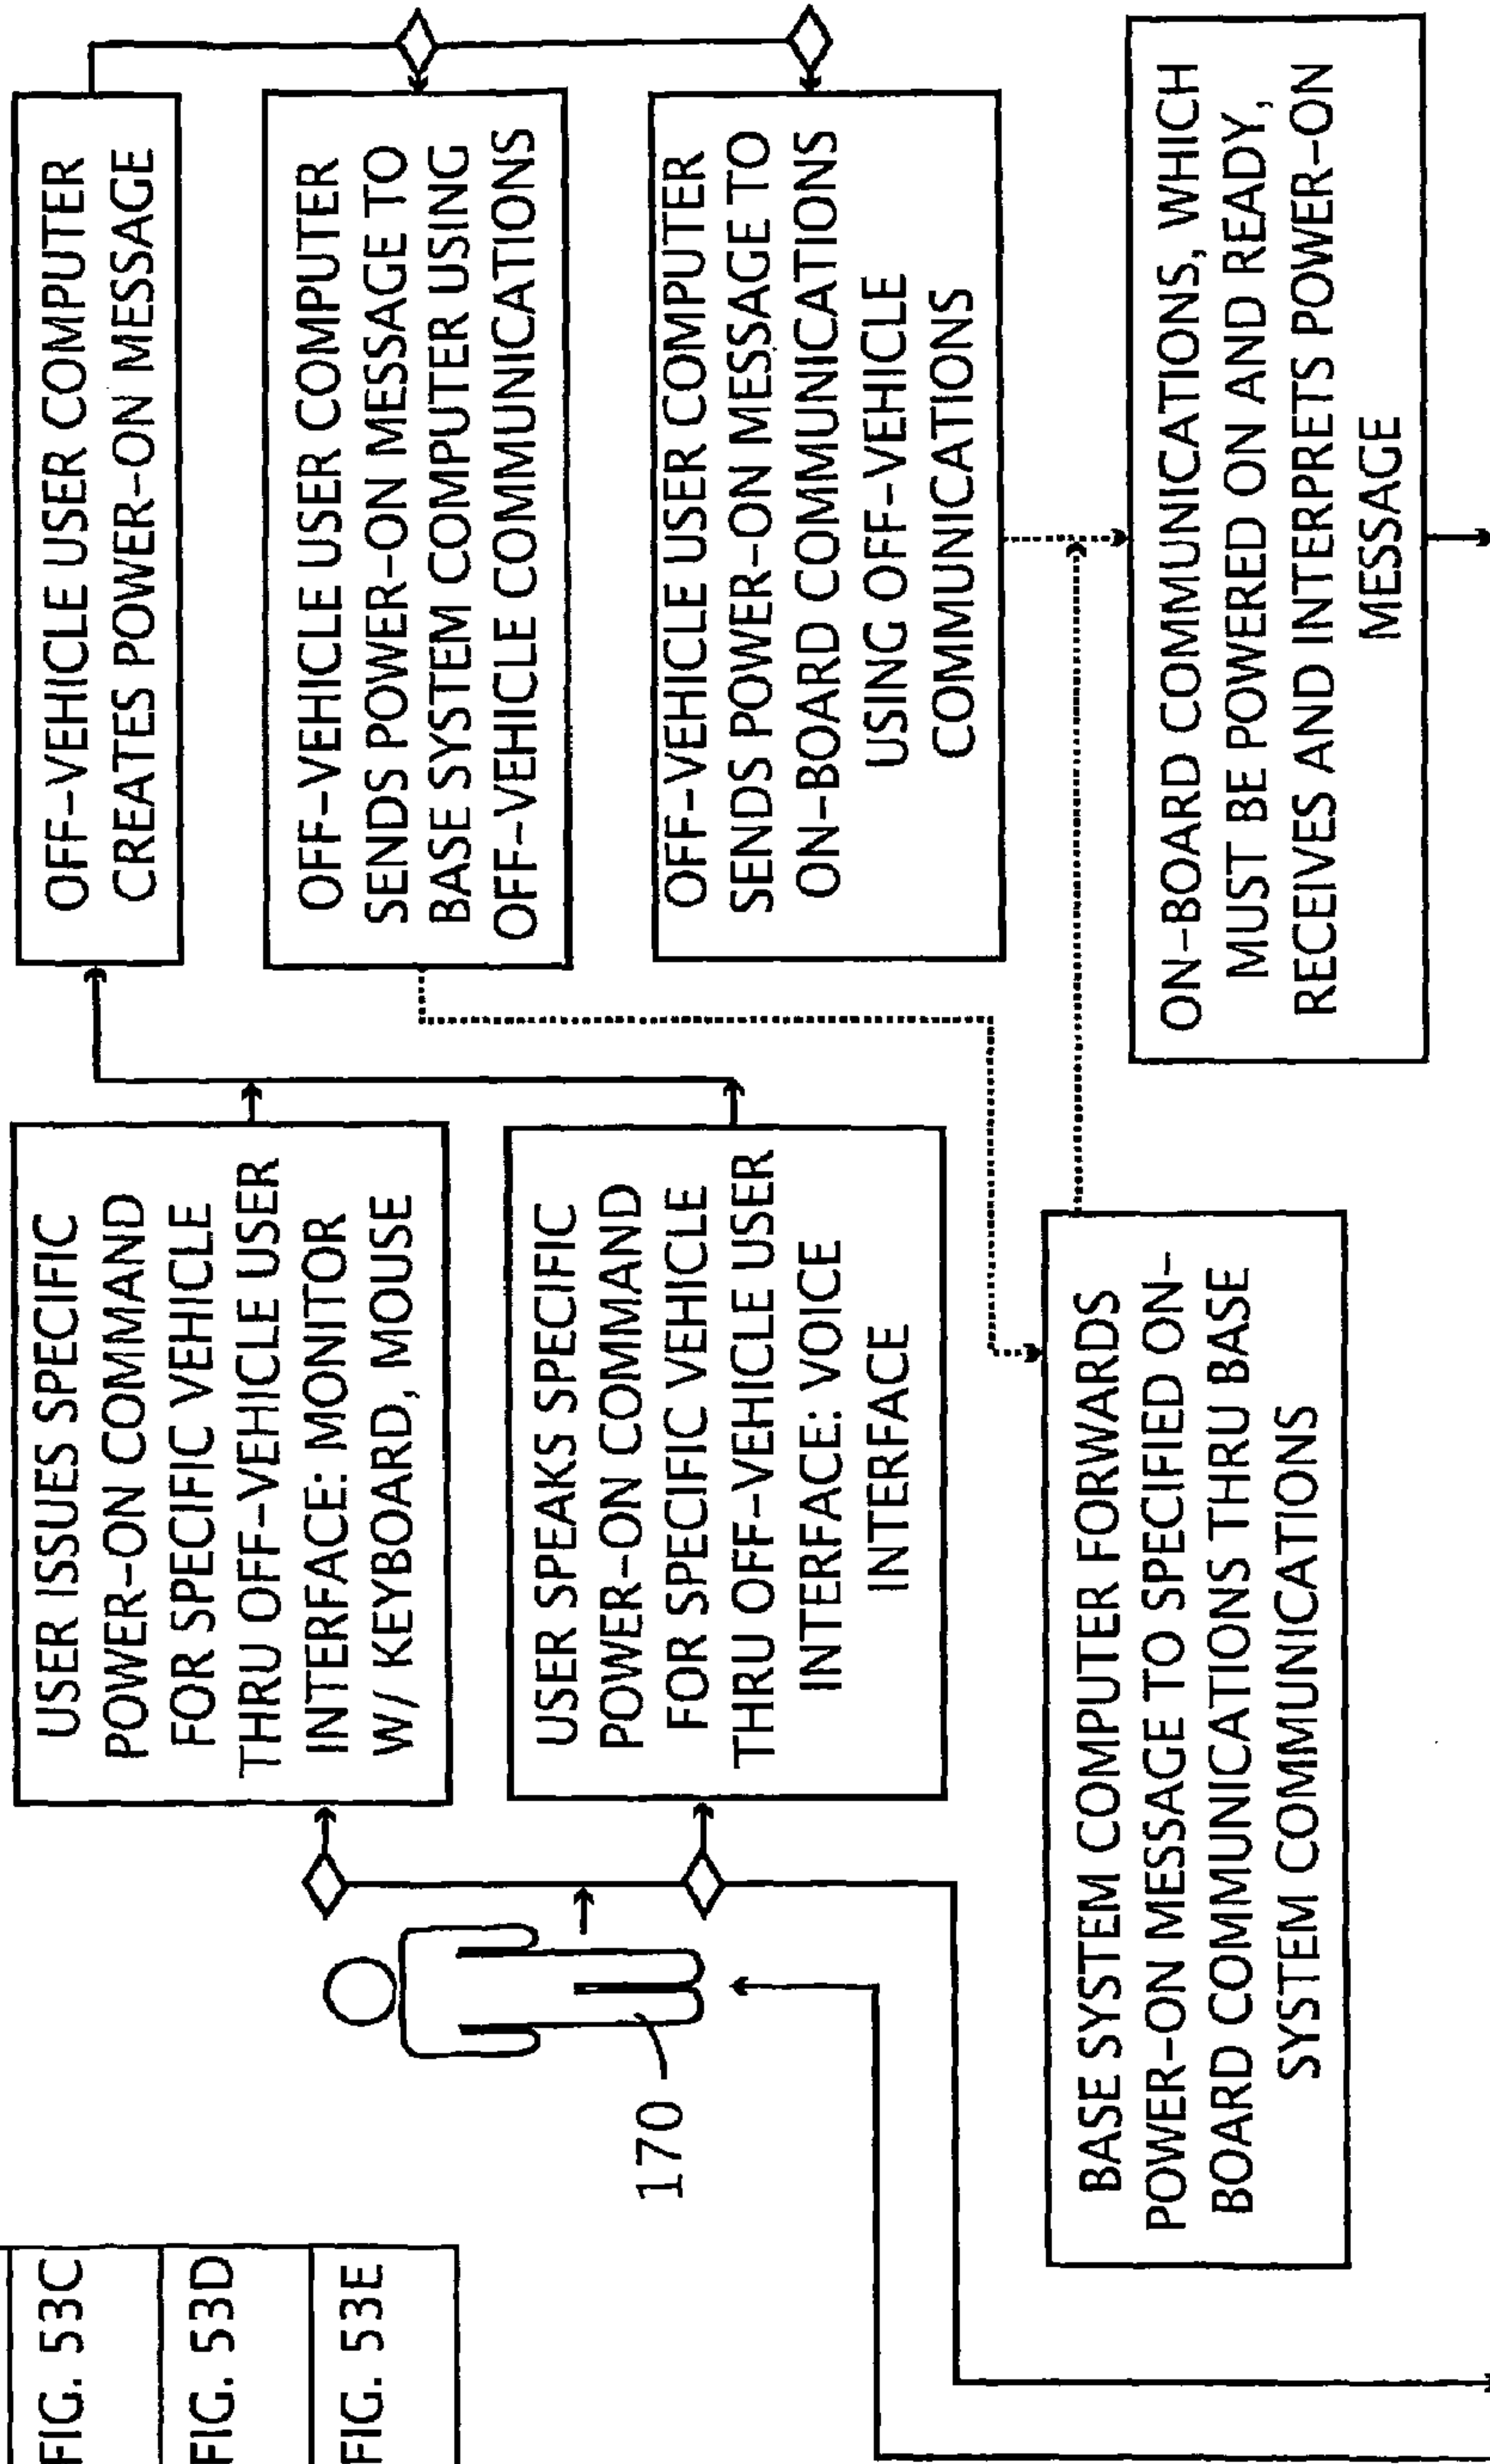 FIG. 53C
FIG. 53D
FIG. 53E
170
USER ISSUES SPECIFIC
POWER-ON COMMAND
FOR SPECIFIC VEHICLE
THRU OFF-VEHICLE USER
INTERFACE: MONITOR
W/ KEYBOARD, MOUSE
USER SPEAKS SPECIFIC
POWER-ON COMMAND
FOR SPECIFIC VEHICLE
THRU OFF-VEHICLE USER
INTERFACE: VOICE
INTERFACE
OFF-VEHICLE USER COMPUTER
CREATES POWER-ON MESSAGE
OFF-VEHICLE USER COMPUTER
SENDS POWER-ON MESSAGE TO
BASE SYSTEM COMPUTER USING
OFF-VEHICLE COMMUNICATIONS
OFF-VEHICLE USER COMPUTER
SENDS POWER-ON MESSAGE TO
ON-BOARD COMMUNICATIONS
USING OFF-VEHICLE
COMMUNICATIONS
BASE SYSTEM COMPUTER FORWARDS
POWER-ON MESSAGE TO SPECIFIED ON-
BOARD COMMUNICATIONS THRU BASE
SYSTEM COMMUNICATIONS
ON-BOARD COMMUNICATIONS, WHICH
MUST BE POWERED ON AND READY,
RECEIVES AND INTERPRETS POWER-ON
MESSAGE